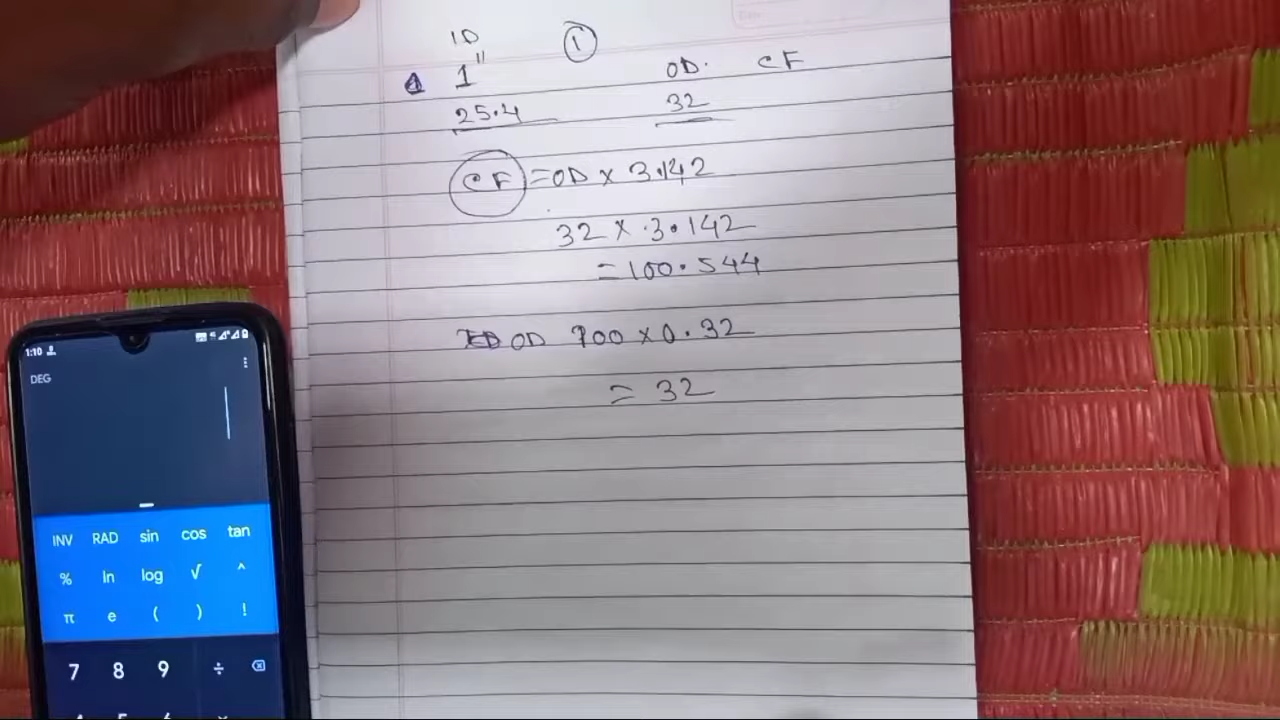 ID
①
1"
OD. CF
25.4
32
CF = OD × 3.142
32 × .3.142
= 100.544
OD 100 × 0.32
= 32
1:10
DEG
INV RAD sin cos tan
% ln log √ ^
π e ( ) !
7 8 9 ÷